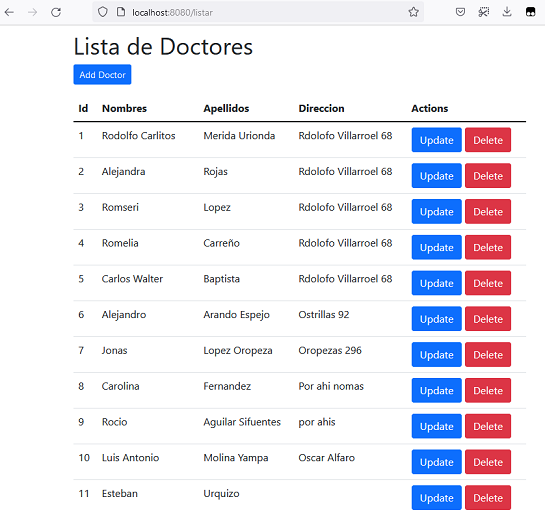 localhost:8080/listar
Lista de Doctores
Add Doctor
Id Nombres Apellidos Direccion Actions
1 Rodolfo Carlitos Merida Urionda Rdolofo Villarroel 68 Update Delete
2 Alejandra Rojas Rdolofo Villarroel 68 Update Delete
3 Romseri Lopez Rdolofo Villarroel 68 Update Delete
4 Romelia Carreño Rdolofo Villarroel 68 Update Delete
5 Carlos Walter Baptista Rdolofo Villarroel 68 Update Delete
6 Alejandro Arando Espejo Ostrillas 92 Update Delete
7 Jonas Lopez Oropeza Oropezas 296 Update Delete
8 Carolina Fernandez Por ahi nomas Update Delete
9 Rocio Aguilar Sifuentes por ahis Update Delete
10 Luis Antonio Molina Yampa Oscar Alfaro Update Delete
11 Esteban Urquizo Update Delete